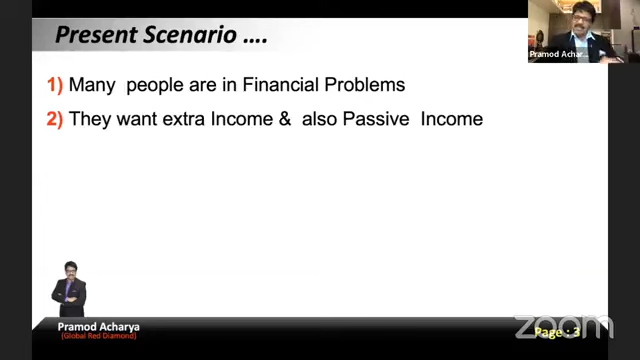 Present Scenario ....
Pramod Achar...
1) Many people are in Financial Problems
2) They want extra Income & also Passive Income
Pramod Acharya
(Global Red Diamond)
zoom
Page : 3